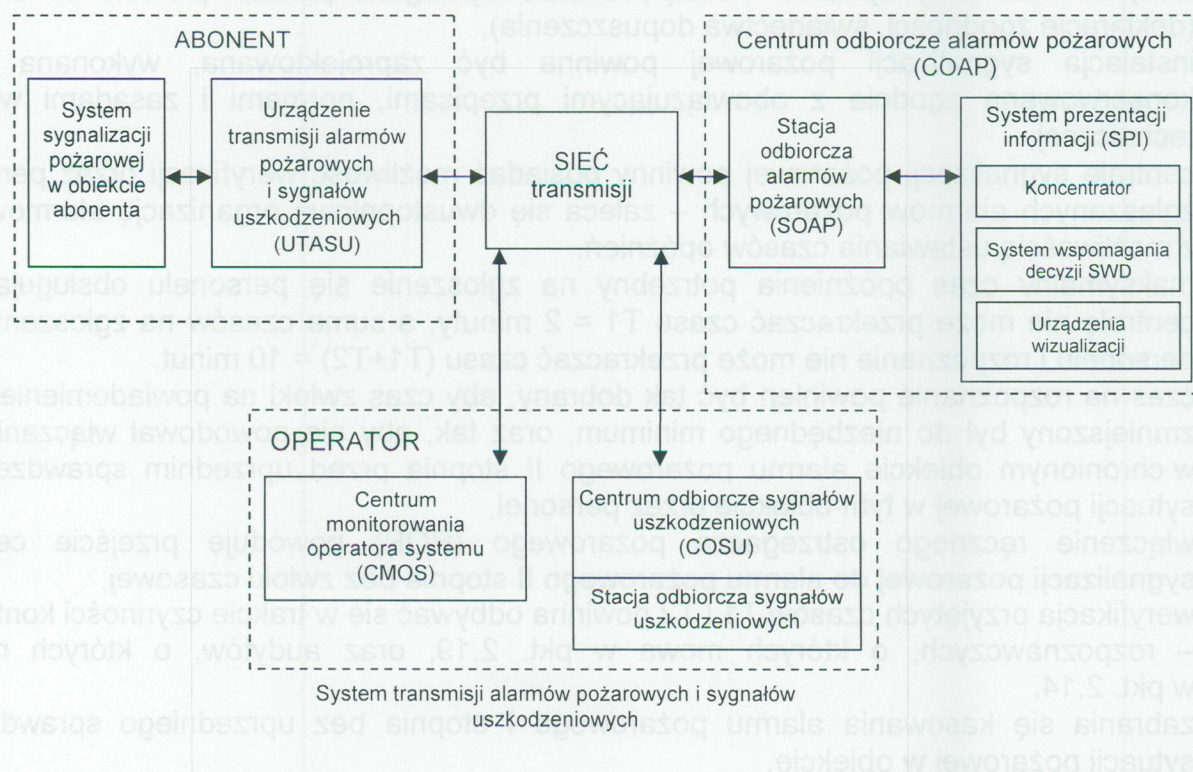 ABONENT
System
sygnalizacji
pożarowej
w obiekcie
abonenta
Urządzenie
transmisji alarmów
pożarowych
i sygnałów
uszkodzeniowych
(UTASU)
SIEĆ
transmisji
Centrum odbiorcze alarmów pożarowych
(COAP)
Stacja
odbiorcza
alarmów
pożarowych
(SOAP)
System prezentacji
informacji (SPI)
Koncentrator
System wspomagania
decyzji SWD
Urządzenia
wizualizacji
OPERATOR
Centrum
monitorowania
operatora systemu
(CMOS)
Centrum odbiorcze sygnałów
uszkodzeniowych
(COSU)
Stacja odbiorcza sygnałów
uszkodzeniowych
System transmisji alarmów pożarowych i sygnałów
uszkodzeniowych